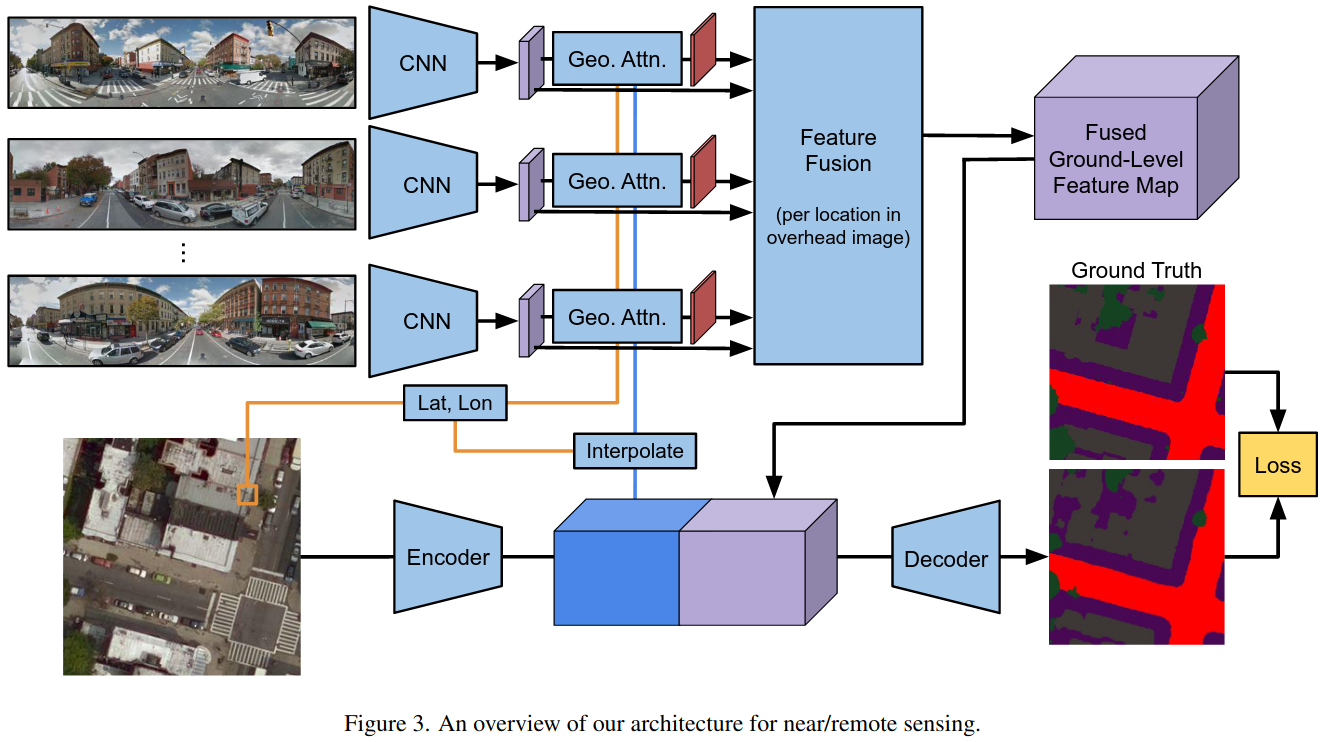 CNN
Geo. Attn.
CNN
Geo. Attn.
CNN
Geo. Attn.
Feature
Fusion
(per location in
overhead image)
Fused
Ground-Level
Feature Map
Lat, Lon
Interpolate
Encoder
Decoder
Ground Truth
Loss
Figure 3. An overview of our architecture for near/remote sensing.